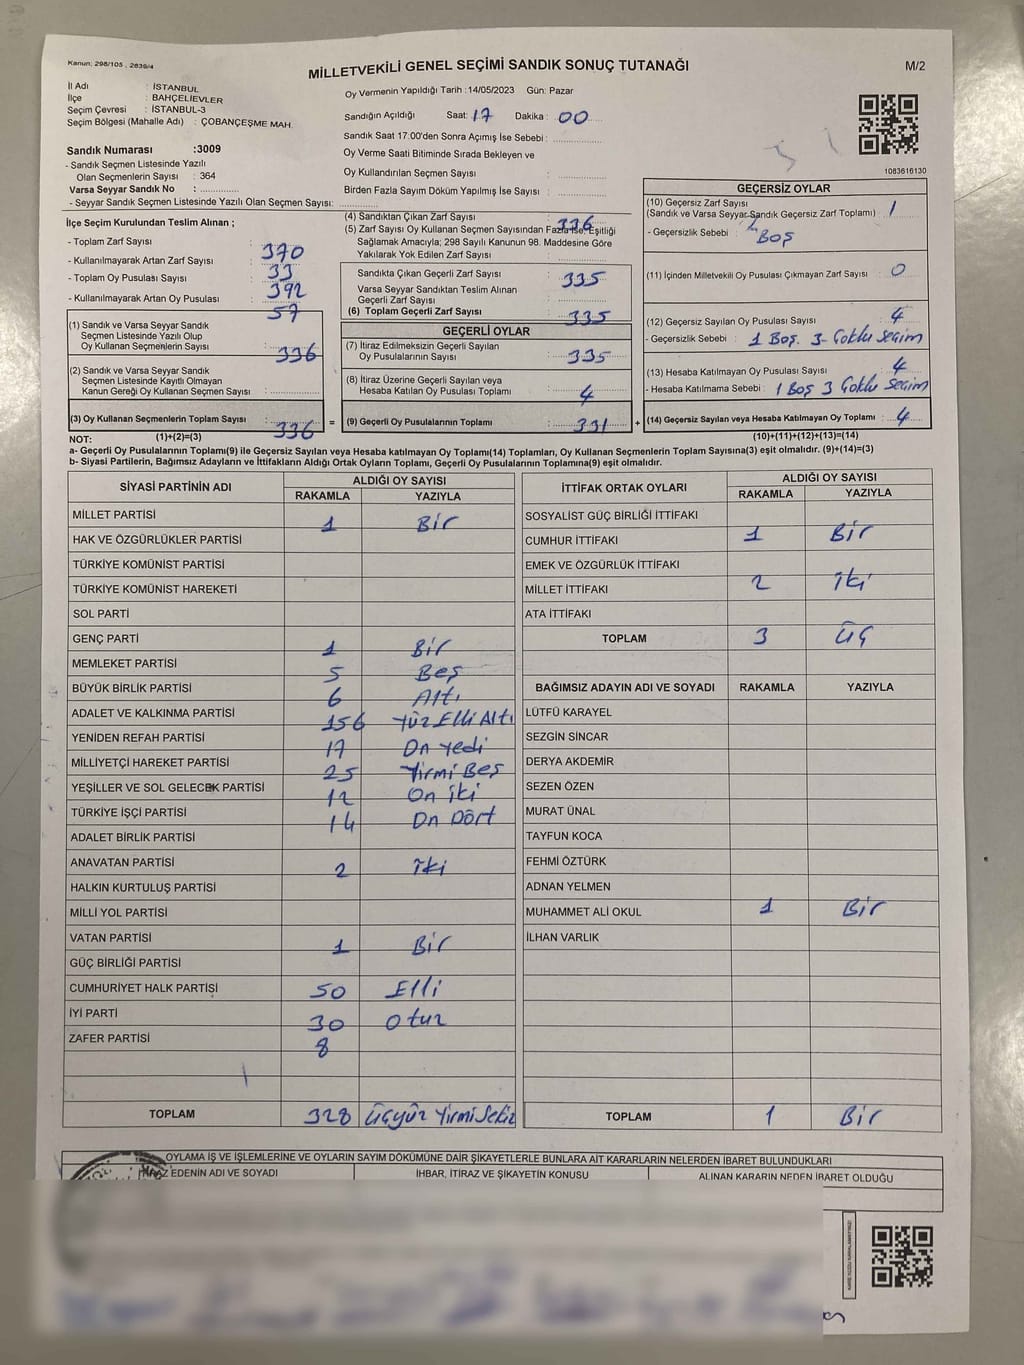 Kanun: 298/105 , 2839/4
MİLLETVEKİLİ GENEL SEÇİMİ SANDIK SONUÇ TUTANAĞI
M/2
İl Adı : İSTANBUL
İlçe : BAHÇELİEVLER
Seçim Çevresi : İSTANBUL-3
Seçim Bölgesi (Mahalle Adı) : ÇOBANÇEŞME MAH.
Sandık Numarası :3009
- Sandık Seçmen Listesinde Yazılı
Olan Seçmenlerin Sayısı : 364
Varsa Seyyar Sandık No :
- Seyyar Sandık Seçmen Listesinde Yazılı Olan Seçmen Sayısı:
Oy Vermenin Yapıldığı Tarih :14/05/2023 Gün: Pazar
Sandığın Açıldığı Saat: 17 Dakika : 00
Sandık Saat 17:00'den Sonra Açımış İse Sebebi :
Oy Verme Saati Bitiminde Sırada Bekleyen ve
Oy Kullandırılan Seçmen Sayısı :
Birden Fazla Sayım Döküm Yapılmış İse Sayısı :
1083616130
İlçe Seçim Kurulundan Teslim Alınan ;
- Toplam Zarf Sayısı : 370
- Kullanılmayarak Artan Zarf Sayısı : 33
- Toplam Oy Pusulası Sayısı : 392
- Kullanılmayarak Artan Oy Pusulası : 57
(1) Sandık ve Varsa Seyyar Sandık
Seçmen Listesinde Yazılı Olup
Oy Kullanan Seçmenlerin Sayısı : 336
(2) Sandık ve Varsa Seyyar Sandık
Seçmen Listesinde Kayıtlı Olmayan
Kanun Gereği Oy Kullanan Seçmen Sayısı :
(3) Oy Kullanan Seçmenlerin Toplam Sayısı : 336
(4) Sandıktan Çıkan Zarf Sayısı : 336
(5) Zarf Sayısı Oy Kullanan Seçmen Sayısından Fazla ise, Eşitliği
Sağlamak Amacıyla; 298 Sayılı Kanunun 98. Maddesine Göre
Yakılarak Yok Edilen Zarf Sayısı :
Sandıkta Çıkan Geçerli Zarf Sayısı : 335
Varsa Seyyar Sandıktan Teslim Alınan
Geçerli Zarf Sayısı :
(6) Toplam Geçerli Zarf Sayısı : 335
GEÇERLİ OYLAR
(7) İtiraz Edilmeksizin Geçerli Sayılan
Oy Pusulalarının Sayısı : 335
(8) İtiraz Üzerine Geçerli Sayılan veya
Hesaba Katılan Oy Pusulası Toplamı : 4
= (9) Geçerli Oy Pusulalarının Toplamı : 331 +
GEÇERSİZ OYLAR
(10) Geçersiz Zarf Sayısı
(Sandık ve Varsa Seyyar Sandık Geçersiz Zarf Toplamı) : 1
- Geçersizlik Sebebi : Boş
(11) İçinden Milletvekili Oy Pusulası Çıkmayan Zarf Sayısı : 0
(12) Geçersiz Sayılan Oy Pusulası Sayısı : 4
- Geçersizlik Sebebi : 1 Boş. 3- Çoklu Seçim
(13) Hesaba Katılmayan Oy Pusulası Sayısı : 4
- Hesaba Katılmama Sebebi : 1 Boş 3 Çoklu Seçim
(14) Geçersiz Sayılan veya Hesaba Katılmayan Oy Toplamı : 4
NOT: (1)+(2)=(3) (10)+(11)+(12)+(13)=(14)
a- Geçerli Oy Pusulalarının Toplamı(9) ile Geçersiz Sayılan veya Hesaba katılmayan Oy Toplamı(14) Toplamları, Oy Kullanan Seçmenlerin Toplam Sayısına(3) eşit olmalıdır. (9)+(14)=(3)
b- Siyasi Partilerin, Bağımsız Adayların ve İttifakların Aldığı Ortak Oyların Toplamı, Geçerli Oy Pusulalarının Toplamına(9) eşit olmalıdır.
SİYASİ PARTİNİN ADI ALDIĞI OY SAYISI
RAKAMLA YAZIYLA
MİLLET PARTİSİ 1 Bir
HAK VE ÖZGÜRLÜKLER PARTİSİ
TÜRKİYE KOMÜNİST PARTİSİ
TÜRKİYE KOMÜNİST HAREKETİ
SOL PARTİ
GENÇ PARTİ 1 Bir
MEMLEKET PARTİSİ 5 Beş
BÜYÜK BİRLİK PARTİSİ 6 Altı
ADALET VE KALKINMA PARTİSİ 156 Yüz Elli Altı
YENİDEN REFAH PARTİSİ 17 On Yedi
MİLLİYETÇİ HAREKET PARTİSİ 25 Yirmi Beş
YEŞİLLER VE SOL GELECEK PARTİSİ 12 On iki
TÜRKİYE İŞÇİ PARTİSİ 14 On Dört
ADALET BİRLİK PARTİSİ
ANAVATAN PARTİSİ 2 İki
HALKIN KURTULUŞ PARTİSİ
MİLLİ YOL PARTİSİ
VATAN PARTİSİ 1 Bir
GÜÇ BİRLİĞİ PARTİSİ
CUMHURİYET HALK PARTİSİ 50 Elli
İYİ PARTİ 30 Otuz
ZAFER PARTİSİ 8
TOPLAM 328 Üçyüz Yirmi Sekiz
İTTİFAK ORTAK OYLARI ALDIĞI OY SAYISI
RAKAMLA YAZIYLA
SOSYALİST GÜÇ BİRLİĞİ İTTİFAKI
CUMHUR İTTİFAKI 1 Bir
EMEK VE ÖZGÜRLÜK İTTİFAKI
MİLLET İTTİFAKI 2 İki
ATA İTTİFAKI
TOPLAM 3 Üç
BAĞIMSIZ ADAYIN ADI VE SOYADI RAKAMLA YAZIYLA
LÜTFÜ KARAYEL
SEZGİN SİNCAR
DERYA AKDEMİR
SEZEN ÖZEN
MURAT ÜNAL
TAYFUN KOCA
FEHMİ ÖZTÜRK
ADNAN YELMEN
MUHAMMET ALİ OKUL 1 Bir
İLHAN VARLIK
TOPLAM 1 Bir
OYLAMA İŞ VE İŞLEMLERİNE VE OYLARIN SAYIM DÖKÜMÜNE DAİR ŞİKAYETLERLE BUNLARA AİT KARARLARIN NELERDEN İBARET BULUNDUKLARI
İTİRAZ EDENİN ADI VE SOYADI İHBAR, İTİRAZ VE ŞİKAYETİN KONUSU ALINAN KARARIN NEDEN İBARET OLDUĞU